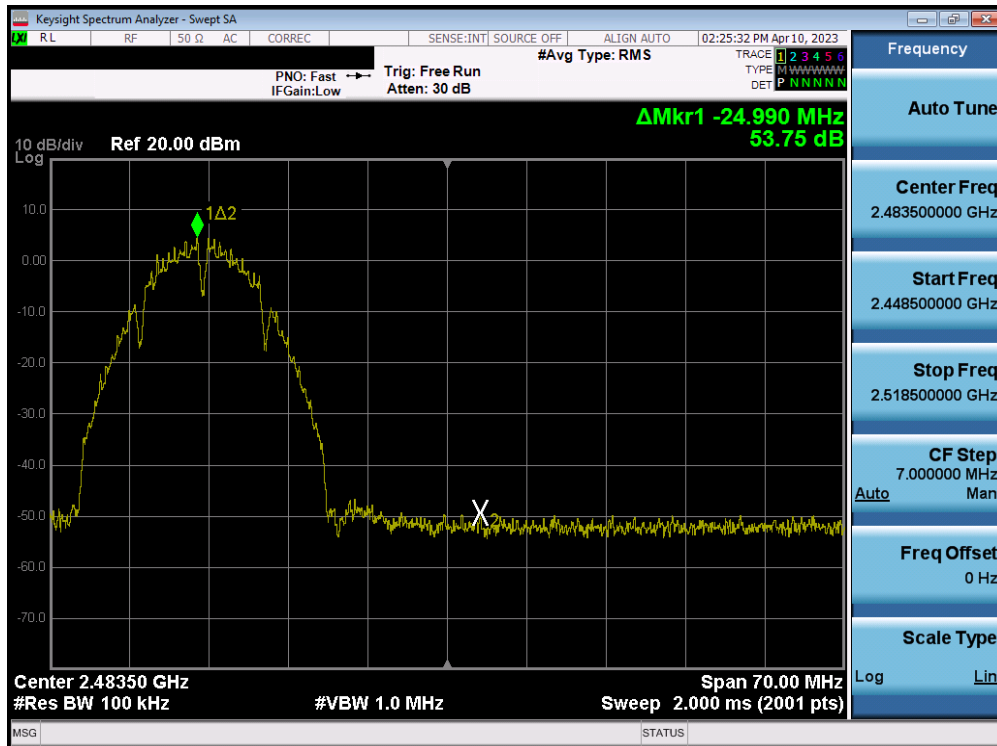 Keysight Spectrum Analyzer - Swept SA
LXI RL RF 50 Ω AC CORREC SENSE:INT SOURCE OFF ALIGN AUTO 02:25:32 PM Apr 10, 2023
#Avg Type: RMS TRACE 1 2 3 4 5 6
PNO: Fast Trig: Free Run TYPE M W W W W W
IFGain:Low Atten: 30 dB DET P N N N N N
ΔMkr1 -24.990 MHz
53.75 dB
10 dB/div Ref 20.00 dBm
Log
1Δ2
10.0
0.00
-10.0
-20.0
-30.0
-40.0
-50.0
X2
-60.0
-70.0
Center 2.48350 GHz Span 70.00 MHz
#Res BW 100 kHz #VBW 1.0 MHz Sweep 2.000 ms (2001 pts)
MSG STATUS
Frequency
Auto Tune
Center Freq
2.483500000 GHz
Start Freq
2.448500000 GHz
Stop Freq
2.518500000 GHz
CF Step
7.000000 MHz
Auto Man
Freq Offset
0 Hz
Scale Type
Log Lin